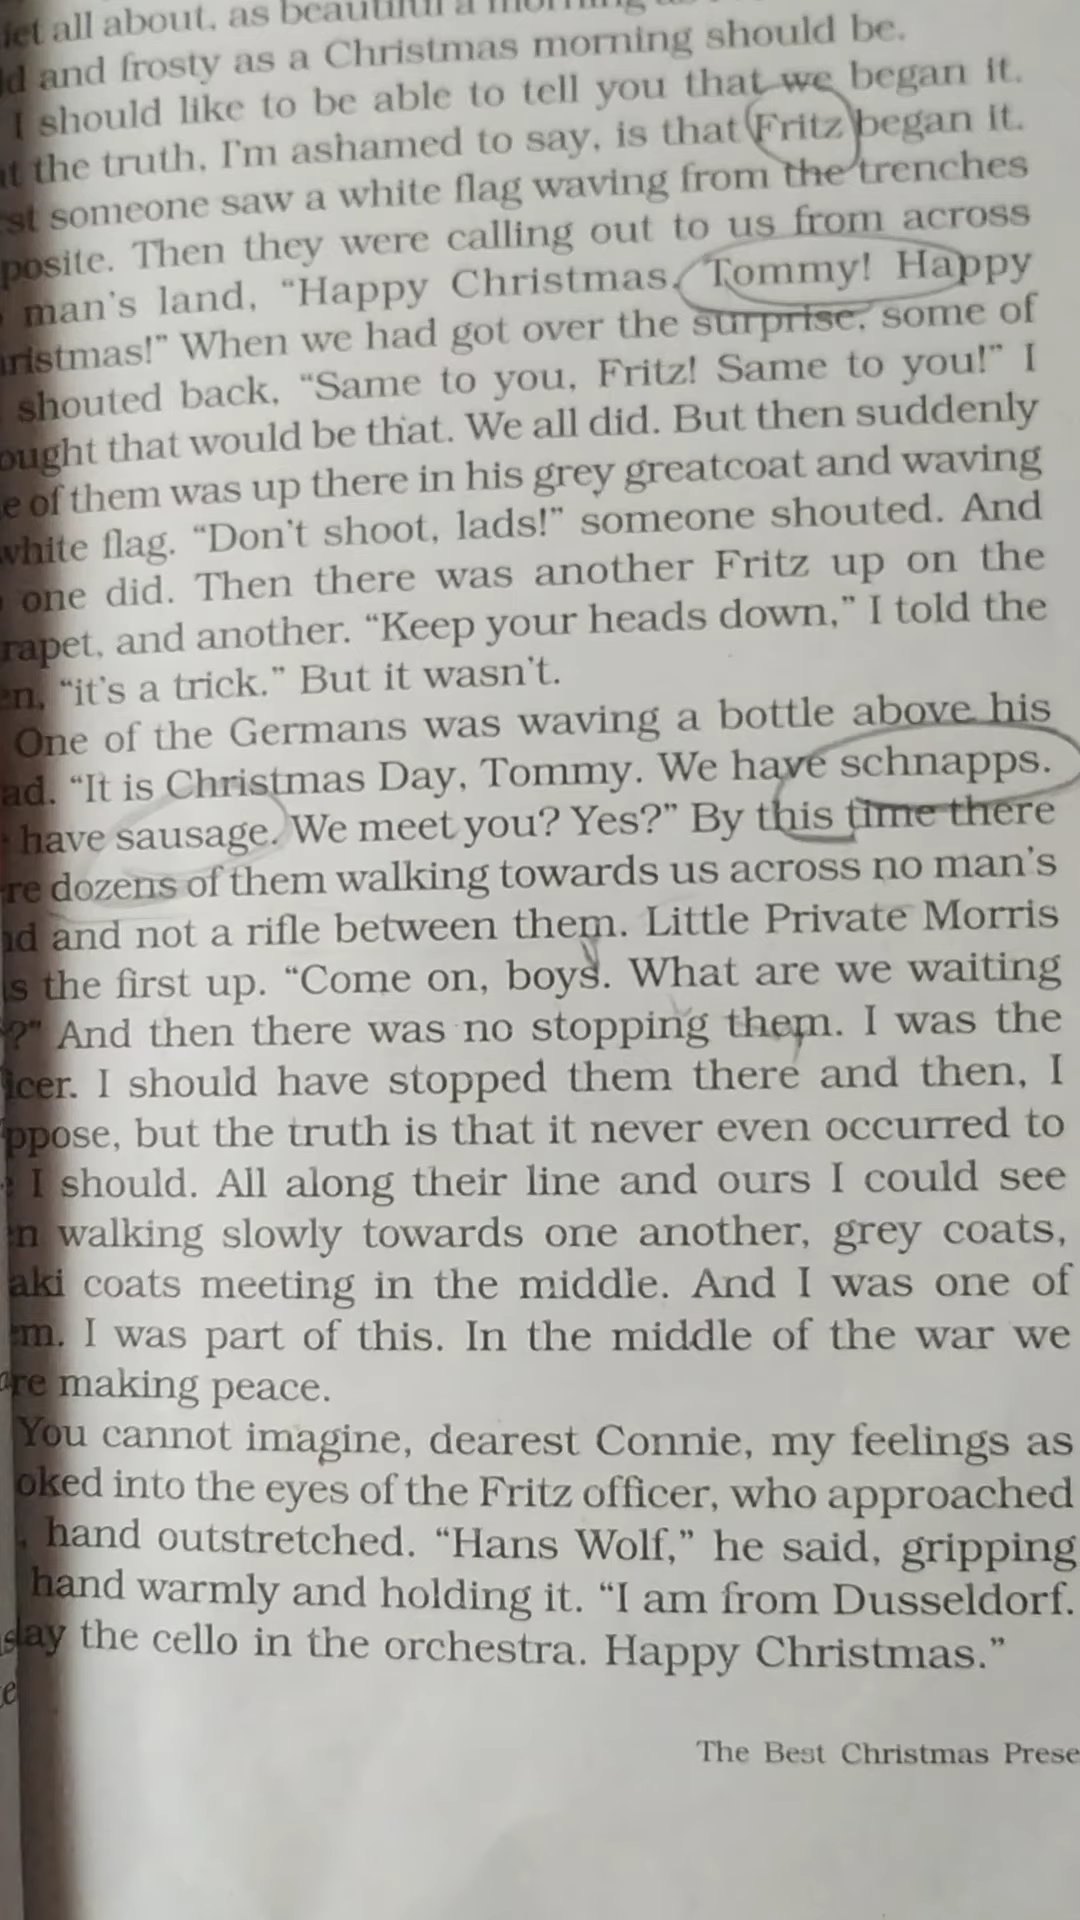 all about, as beautiful a morning
and frosty as a Christmas morning should be.
I should like to be able to tell you that we began it.
the truth, I'm ashamed to say, is that Fritz began it.
someone saw a white flag waving from the trenches
posite. Then they were calling out to us from across
man's land, “Happy Christmas, Tommy! Happy
ristmas!” When we had got over the surprise, some of
shouted back, “Same to you, Fritz! Same to you!” I
ought that would be that. We all did. But then suddenly
e of them was up there in his grey greatcoat and waving
white flag. “Don't shoot, lads!” someone shouted. And
one did. Then there was another Fritz up on the
rapet, and another. “Keep your heads down,” I told the
en, “it's a trick.” But it wasn't.
One of the Germans was waving a bottle above his
ad. “It is Christmas Day, Tommy. We have schnapps.
have sausage. We meet you? Yes?” By this time there
re dozens of them walking towards us across no man's
nd and not a rifle between them. Little Private Morris
s the first up. “Come on, boys. What are we waiting
?” And then there was no stopping them. I was the
icer. I should have stopped them there and then, I
ppose, but the truth is that it never even occurred to
I should. All along their line and ours I could see
n walking slowly towards one another, grey coats,
aki coats meeting in the middle. And I was one of
em. I was part of this. In the middle of the war we
re making peace.
You cannot imagine, dearest Connie, my feelings as
oked into the eyes of the Fritz officer, who approached
, hand outstretched. “Hans Wolf,” he said, gripping
hand warmly and holding it. “I am from Dusseldorf.
lay the cello in the orchestra. Happy Christmas.”
The Best Christmas Prese